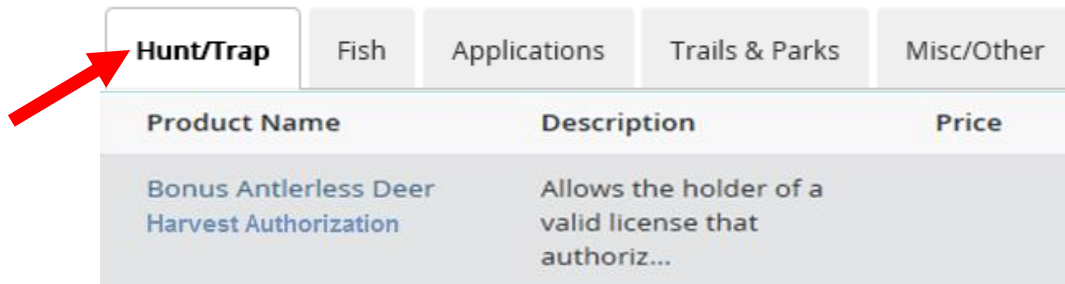 Hunt/Trap Fish Applications Trails & Parks Misc/Other
Product Name Description Price
Bonus Antlerless Deer Allows the holder of a
Harvest Authorization valid license that
authoriz...